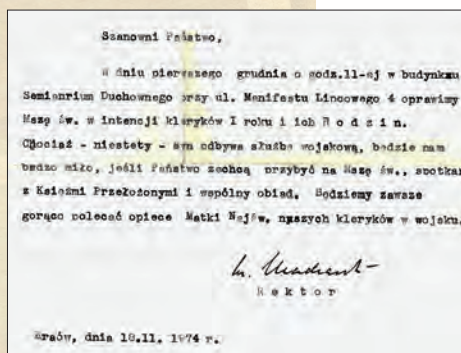 Szanowni Państwo,
W dniu pierwszego grudnia o godz.11-ej w budynku
Seminarium Duchownego przy ul. Manifestu Lipcowego 4 oprawimy
Mszę św. w intencji kleryków I roku i ich R o d z i n.
Chociaż - niestety - syn odbywa służbę wojskową, będzie nam
bardzo miło, jeśli Państwo zechcą przybyć na Mszę św., spotkan
z Księżmi Przełożonymi i wspólny obiad. Będziemy zawsze
gorąco polecać opiece Matki Najśw. naszych kleryków w wojsku.
R e k t o r
Kraków, dnia 10.11. 1974 r.